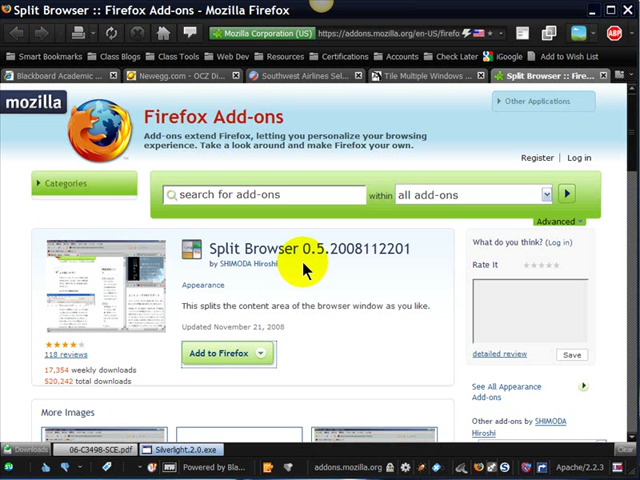 Split Browser :: Firefox Add-ons - Mozilla Firefox
Mozilla Corporation (US)
https://addons.mozilla.org/en-US/firefo
ABP
Smart Bookmarks
Class Blogs
Class Tools
Web Dev
Resources
Certifications
Accounts
Check Later
iGoogle
Add to Wish List
Blackboard Academic ...
Newegg.com - OCZ Di...
Southwest Airlines Sel...
Tile Multiple Windows ...
Split Browser :: Fire...
mozilla
Other Applications
Firefox Add-ons
Add-ons extend Firefox, letting you personalize your browsing
experience. Take a look around and make Firefox your own.
Register
Log in
Categories
search for add-ons
within
all add-ons
Advanced
Split Browser 0.5.2008112201
by SHIMODA Hiroshi
Appearance
This splits the content area of the browser window as you like.
Updated November 21, 2008
Add to Firefox
118 reviews
17,354 weekly downloads
520,242 total downloads
What do you think? (Log in)
Rate It
detailed review
Save
See All Appearance
Add-ons
Other add-ons by SHIMODA
Hiroshi
More Images
Downloads
06-C3498-SCE.pdf
Silverlight.2.0.exe
Clear
Powered by Bla...
addons.mozilla.org
Apache/2.2.3